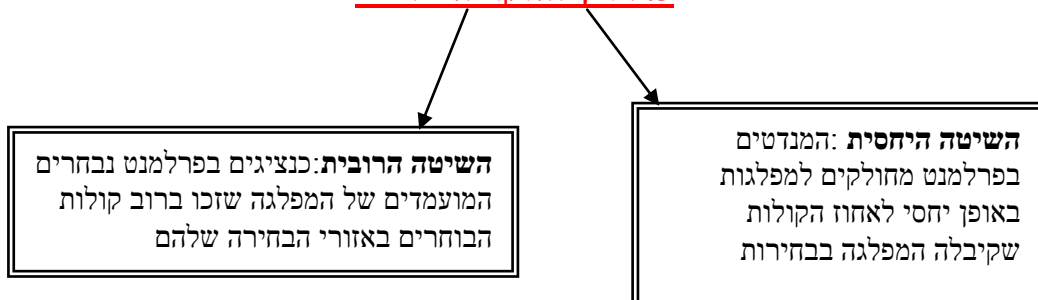 השיטה היחסית :המנדטים
בפרלמנט מחולקים למפלגות
באופן יחסי לאחוז הקולות
שקיבלה המפלגה בבחירות
השיטה הרובית:כנציגים בפרלמנט נבחרים
המועמדים של המפלגה שזכו ברוב קולות
הבוחרים באזורי הבחירה שלהם